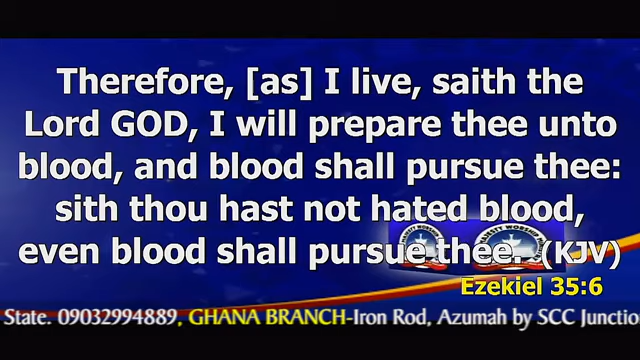 Therefore, [as] I live, saith the
Lord GOD, I will prepare thee unto
blood, and blood shall pursue thee:
sith thou hast not hated blood,
even blood shall pursue thee. (KJV)
Ezekiel 35:6
State. 09032994889, GHANA BRANCH-Iron Rod, Azumah by SCC Junctio